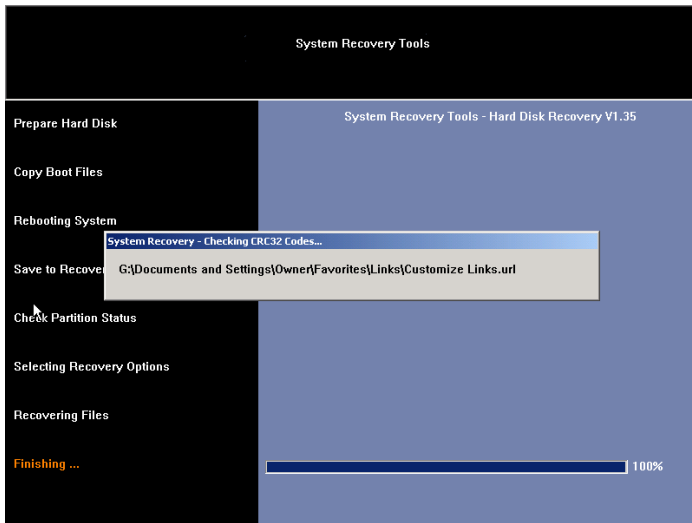 System Recovery Tools
System Recovery Tools - Hard Disk Recovery V1.35
Prepare Hard Disk
Copy Boot Files
Rebooting System
System Recovery - Checking CRC32 Codes...
G:\Documents and Settings\Owner\Favorites\Links\Customize Links.url
Save to Recover
Check Partition Status
Selecting Recovery Options
Recovering Files
Finishing ...
100%